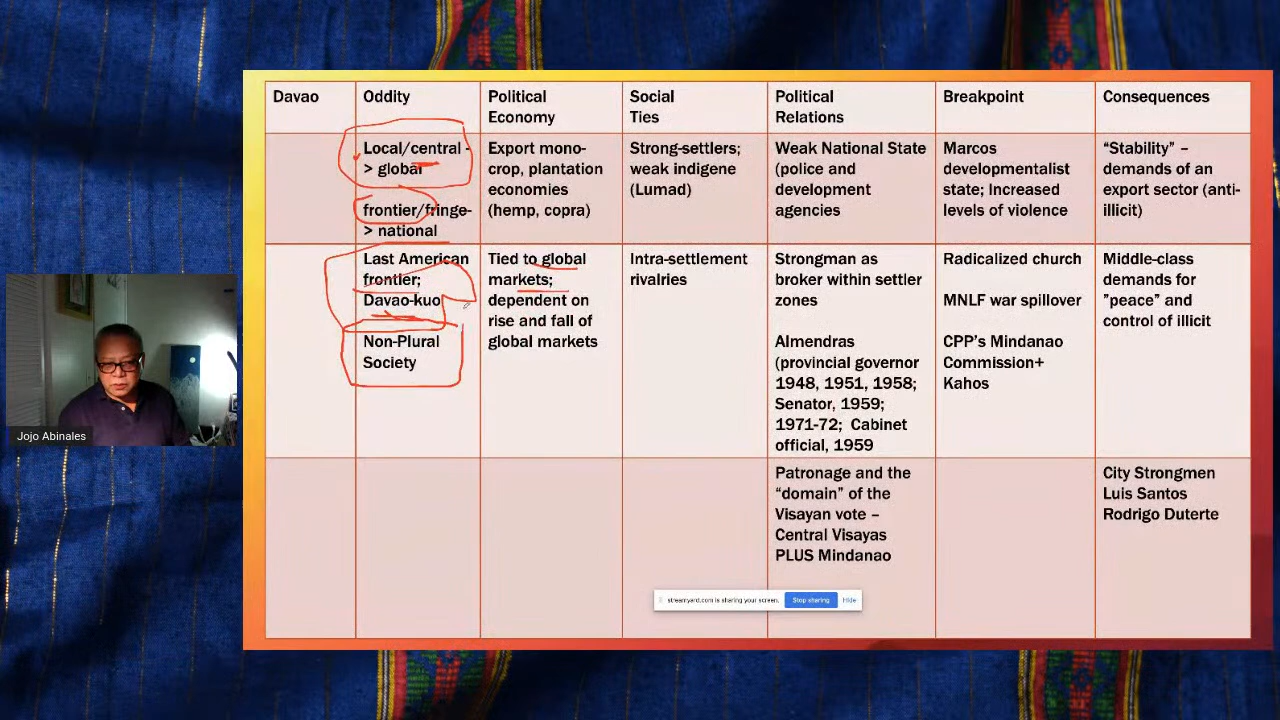 Davao
Oddity
Political
Economy
Social
Ties
Political
Relations
Breakpoint
Consequences
Local/central -
> global
frontier/fringe-
> national
Export mono-
crop, plantation
economies
(hemp, copra)
Strong-settlers;
weak indigene
(Lumad)
Weak National State
(police and
development
agencies
Marcos
developmentalist
state; Increased
levels of violence
“Stability” –
demands of an
export sector (anti-
illicit)
Last American
frontier;
Davao-kuo
Non-Plural
Society
Tied to global
markets;
dependent on
rise and fall of
global markets
Intra-settlement
rivalries
Strongman as
broker within settler
zones
Almendras
(provincial governor
1948, 1951, 1958;
Senator, 1959;
1971-72; Cabinet
official, 1959
Radicalized church
MNLF war spillover
CPP’s Mindanao
Commission+
Kahos
Middle-class
demands for
”peace” and
control of illicit
Patronage and the
“domain” of the
Visayan vote –
Central Visayas
PLUS Mindanao
City Strongmen
Luis Santos
Rodrigo Duterte
Jojo Abinales
streamyard.com is sharing your screen.
Stop sharing
Hide